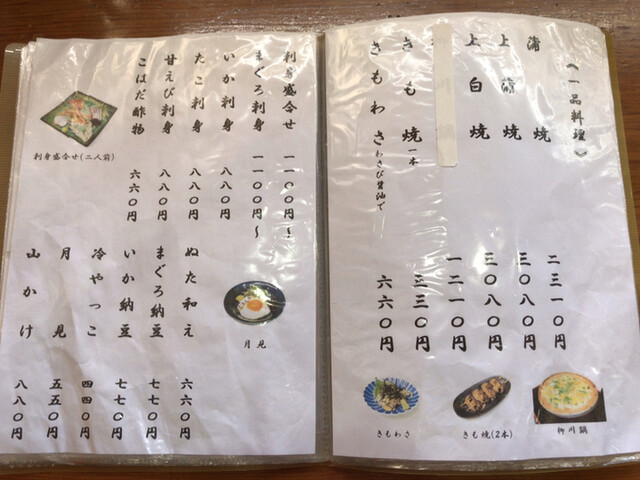 〈一品料理〉
蒲焼 二三一〇円
上蒲焼 三〇八〇円
上白焼 三〇八〇円
一二一〇円
きも焼 一本 三三〇円
きもわさ わさび醤油で 六六〇円
柳川鍋
きも焼(2本)
きもわさ
刺身盛合せ 一一〇〇円〜
まぐろ刺身 一一〇〇円〜
いか刺身 八八〇円
たこ刺身 八八〇円
甘えび刺身 八八〇円
こはだ酢物 六六〇円
刺身盛合せ(二人前)
月見
ぬた和え 六六〇円
まぐろ納豆 七七〇円
いか納豆 七七〇円
冷やっこ 四四〇円
月見 五五〇円
山かけ 八八〇円